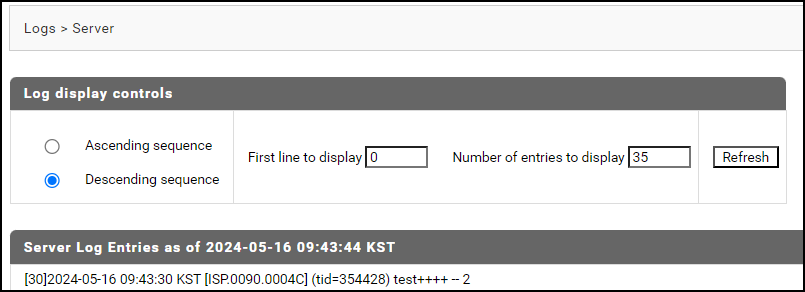 Logs > Server
Log display controls
Ascending sequence
Descending sequence
First line to display 0
Number of entries to display 35
Refresh
Server Log Entries as of 2024-05-16 09:43:44 KST
[30]2024-05-16 09:43:30 KST [ISP.0090.0004C] (tid=354428) test++++ -- 2